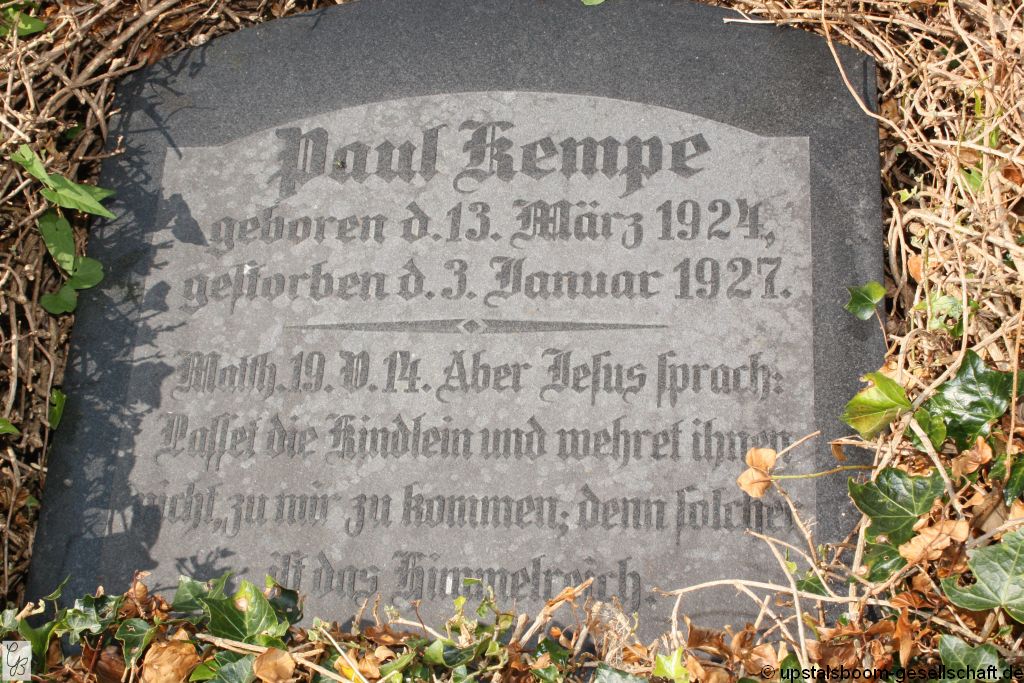 Paul Kempe
geboren d. 13. März 1924,
gestorben d. 3. Januar 1927.
Matth. 19. V. 14. Aber Jesus sprach:
Lasset die Kindlein und wehret ihnen
nicht, zu mir zu kommen; denn solcher
ist das Himmelreich.
© upstalsboom-gesellschaft.de